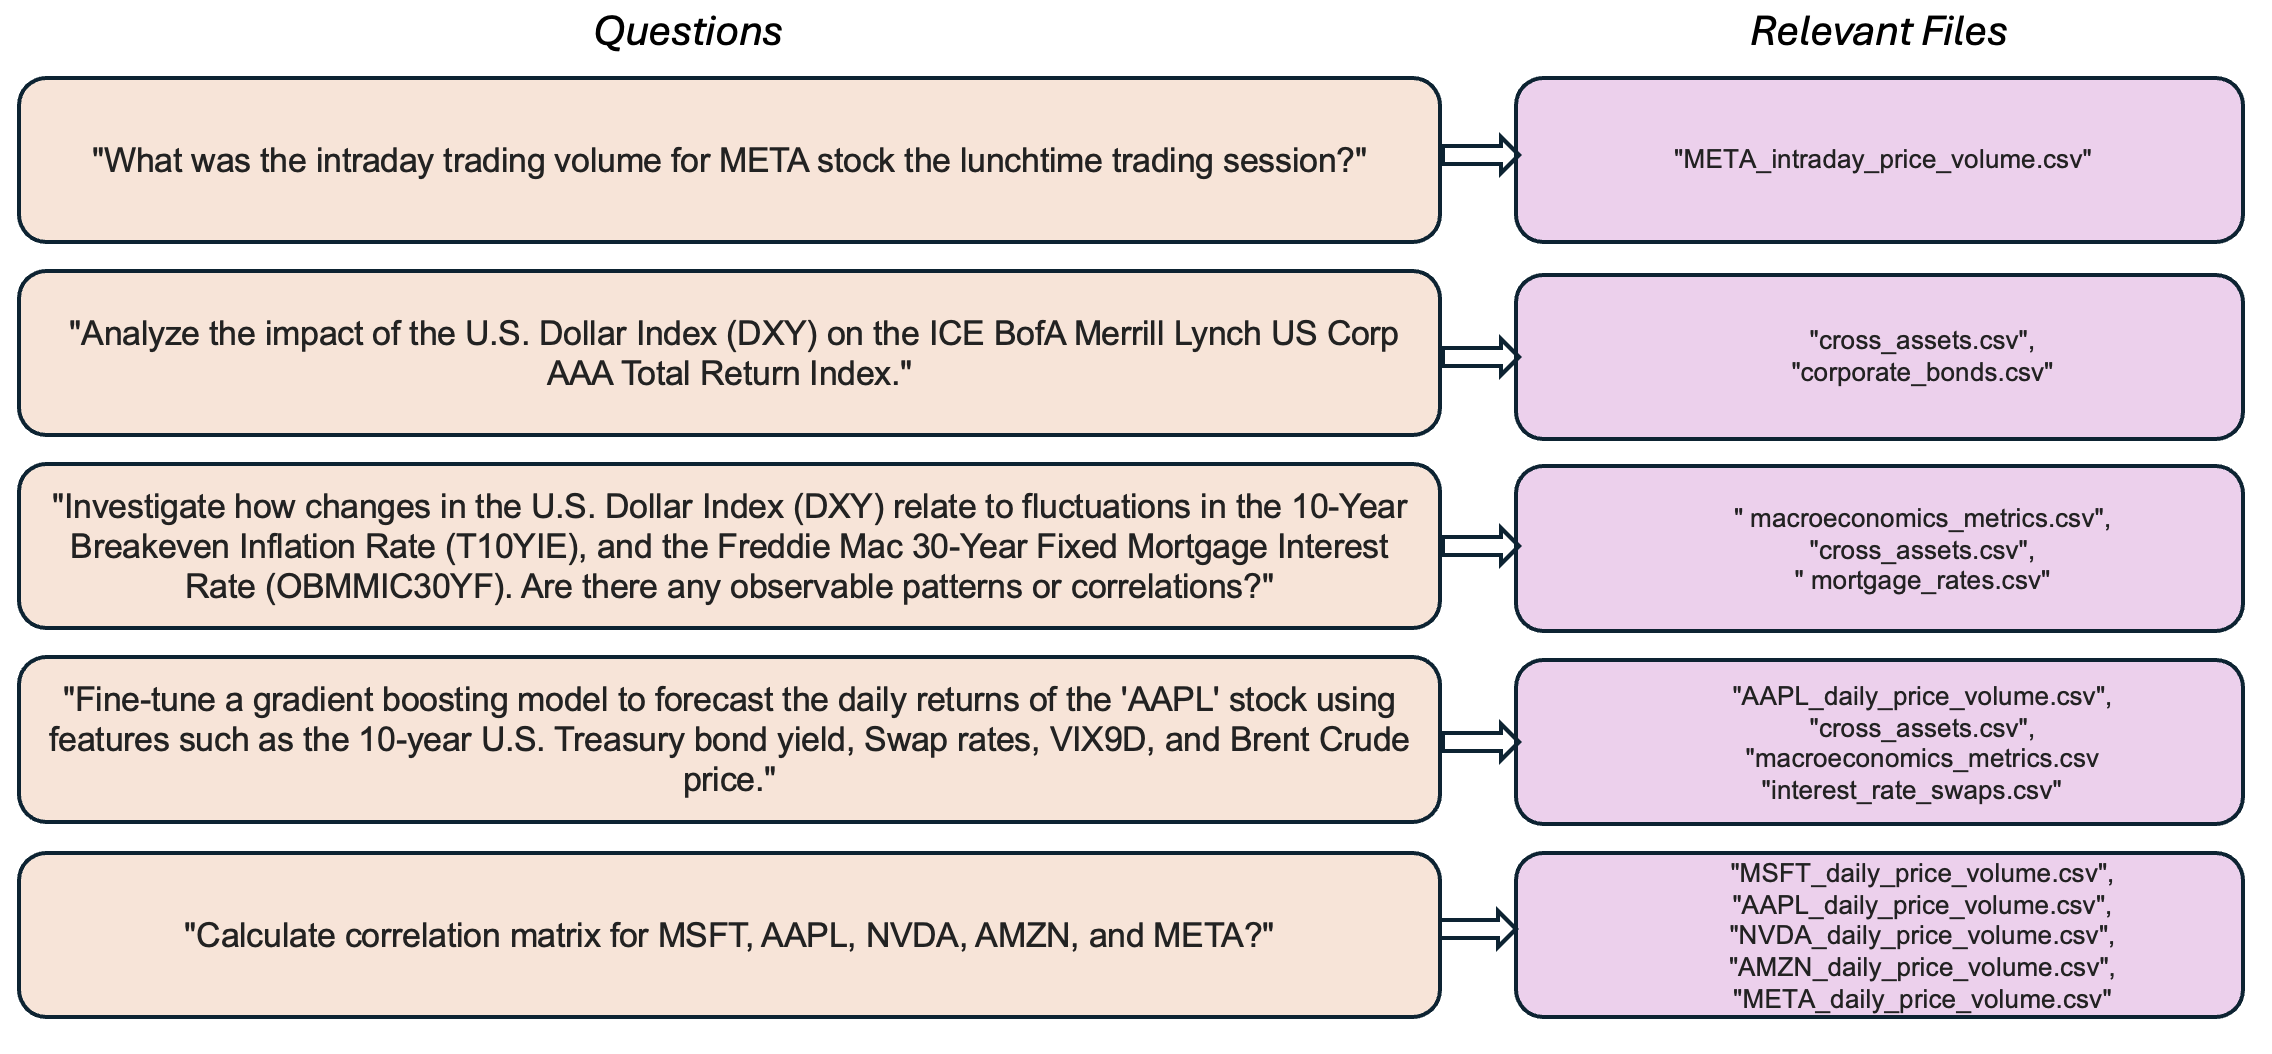 Questions
Relevant Files
"What was the intraday trading volume for META stock the lunchtime trading session?"
"META_intraday_price_volume.csv"
"Analyze the impact of the U.S. Dollar Index (DXY) on the ICE BofA Merrill Lynch US Corp
AAA Total Return Index."
"cross_assets.csv",
"corporate_bonds.csv"
"Investigate how changes in the U.S. Dollar Index (DXY) relate to fluctuations in the 10-Year
Breakeven Inflation Rate (T10YIE), and the Freddie Mac 30-Year Fixed Mortgage Interest
Rate (OBMMIC30YF). Are there any observable patterns or correlations?"
" macroeconomics_metrics.csv",
"cross_assets.csv",
" mortgage_rates.csv"
"Fine-tune a gradient boosting model to forecast the daily returns of the 'AAPL' stock using
features such as the 10-year U.S. Treasury bond yield, Swap rates, VIX9D, and Brent Crude
price."
"AAPL_daily_price_volume.csv",
"cross_assets.csv",
"macroeconomics_metrics.csv
"interest_rate_swaps.csv"
"Calculate correlation matrix for MSFT, AAPL, NVDA, AMZN, and META?"
"MSFT_daily_price_volume.csv",
"AAPL_daily_price_volume.csv",
"NVDA_daily_price_volume.csv",
"AMZN_daily_price_volume.csv",
"META_daily_price_volume.csv"